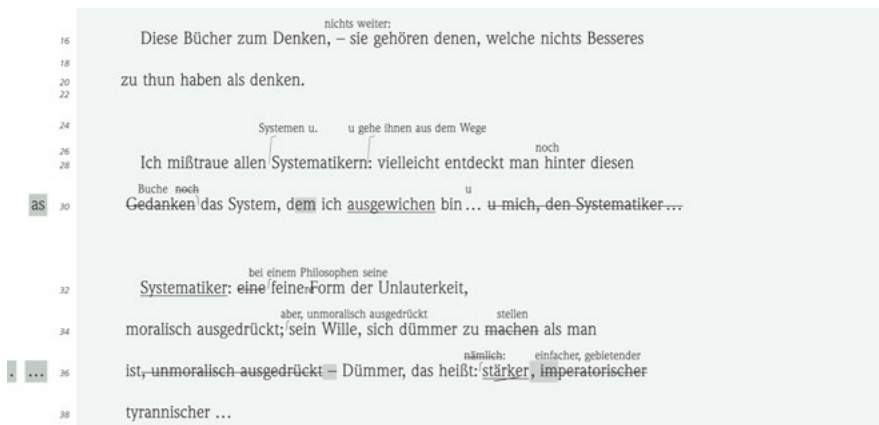 nichts weiter:
16 Diese Bücher zum Denken, – sie gehören denen, welche nichts Besseres
18
20 zu thun haben als denken.
22
24 Systemen u. u gehe ihnen aus dem Wege
26 noch
28 Ich mißtraue allen Systematikern: vielleicht entdeckt man hinter diesen
Buche noch u
as 30 Gedanken das System, dem ich ausgewichen bin … u mich, den Systematiker …
bei einem Philosophen seine
32 Systematiker: eine feinere Form der Unlauterkeit,
aber, unmoralisch ausgedrückt stellen
34 moralisch ausgedrückt; sein Wille, sich dümmer zu machen als man
nämlich: einfacher, gebietender
. … 36 ist, unmoralisch ausgedrückt – Dümmer, das heißt: stärker, imperatorischer
38 tyrannischer …